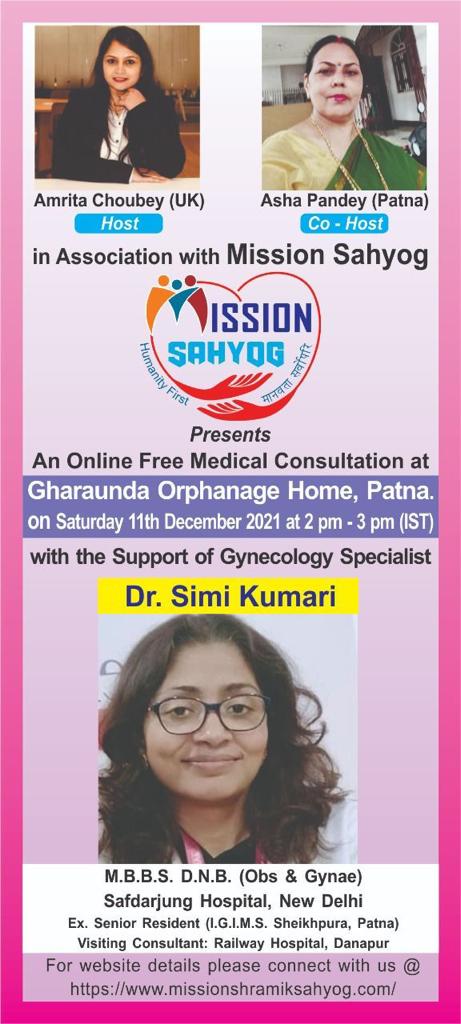 Amrita Choubey (UK)
Host
Asha Pandey (Patna)
Co - Host
in Association with Mission Sahyog
MISSION
SAHYOG
Humanity First
मानवता सर्वोपरि
Presents
An Online Free Medical Consultation at
Gharaunda Orphanage Home, Patna.
on Saturday 11th December 2021 at 2 pm - 3 pm (IST)
with the Support of Gynecology Specialist
Dr. Simi Kumari
M.B.B.S. D.N.B. (Obs & Gynae)
Safdarjung Hospital, New Delhi
Ex. Senior Resident (I.G.I.M.S. Sheikhpura, Patna)
Visiting Consultant: Railway Hospital, Danapur
For website details please connect with us @
https://www.missionshramiksahyog.com/